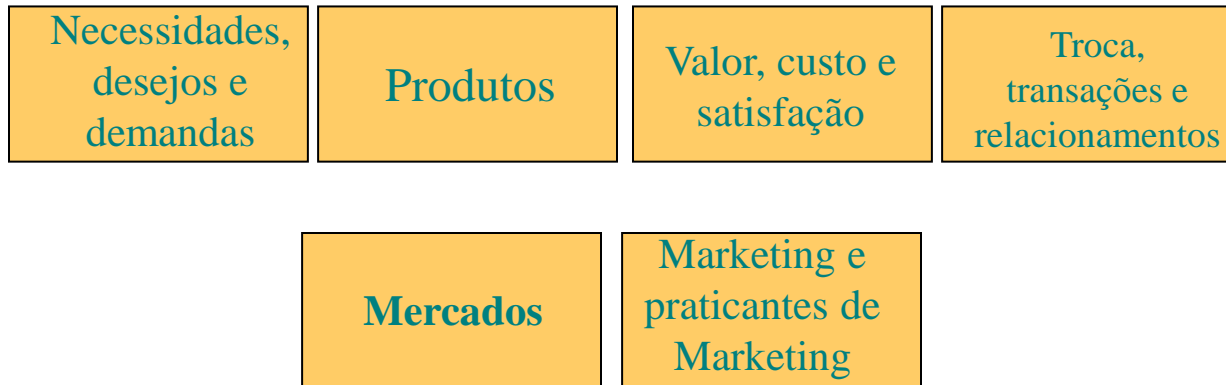 Necessidades,
desejos e
demandas
Produtos
Valor, custo e
satisfação
Troca,
transações e
relacionamentos
Mercados
Marketing e
praticantes de
Marketing